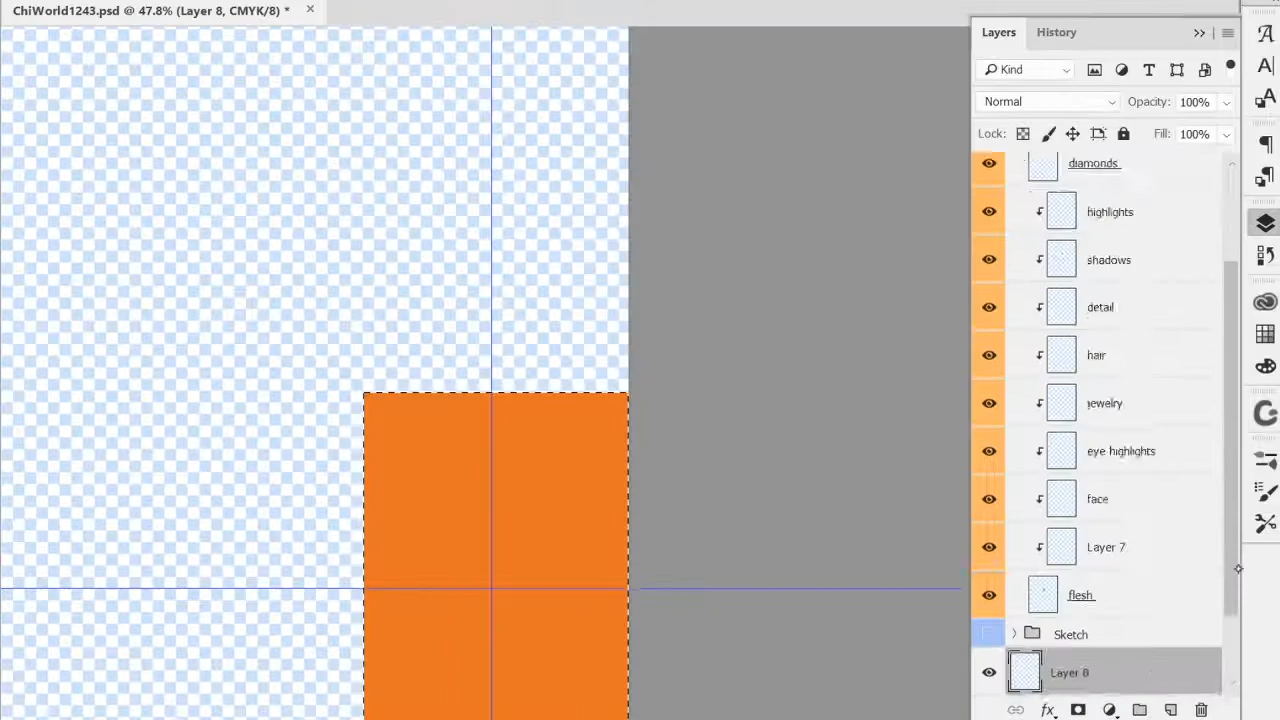 ChiWorld1243.psd @ 47.8% (Layer 8, CMYK/8) *
Layers History
Kind
Normal Opacity: 100%
Lock: Fill: 100%
diamonds
highlights
shadows
detail
hair
jewelry
eye highlights
face
Layer 7
flesh
Sketch
Layer 8
fx